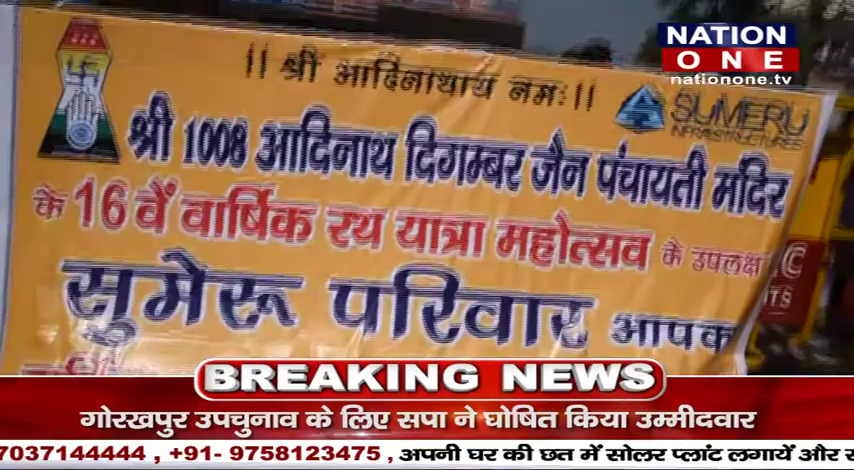 NATION
ONE
nationone.tv
।। श्री आदिनाथाय नमः।।
SUMERU
INFRASTRUCTURES
श्री 1008 आदिनाथ दिगम्बर जैन पंचायती मंदिर
के 16 वें वार्षिक रथ यात्रा महोत्सव के उपलक्ष
सुमेरू परिवार आपक
BREAKING NEWS
गोरखपुर उपचुनाव के लिए सपा ने घोषित किया उम्मीदवार
7037144444 , +91- 9758123475 , अपनी घर की छत में सोलर प्लांट लगायें और स